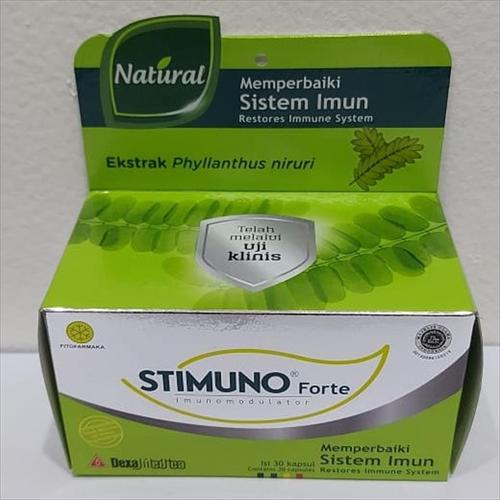 Natural
Memperbaiki
Sistem Imun
Restores Immune System
Ekstrak Phyllanthus niruri
Telah
melalui
uji
klinis
FITOFARMAKA
STIMUNO® Forte
imunomodulator
Dexa Medica
Isi 30 kapsul
Contains 30 capsules
Memperbaiki
Sistem Imun
Restores Immune System